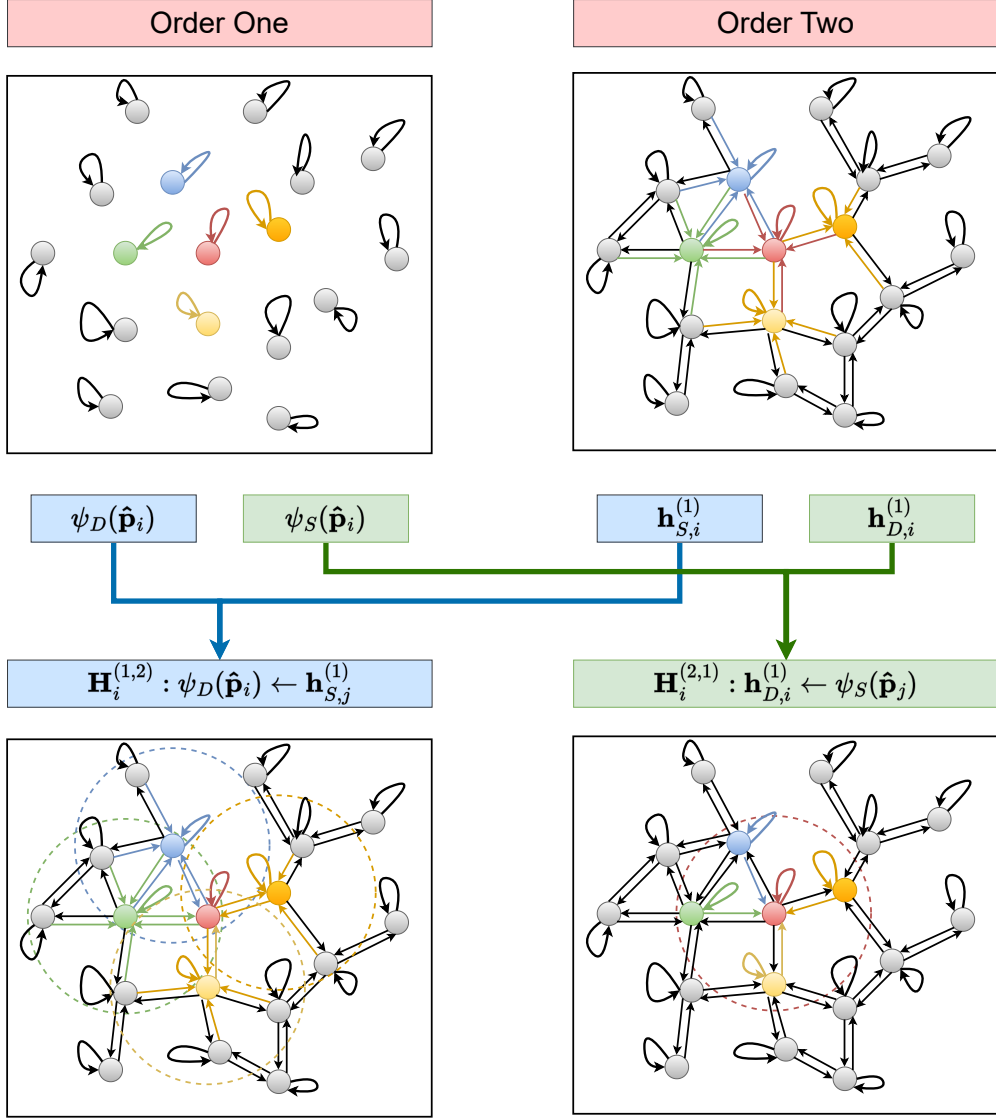 Order One
Order Two
ψ_D(p̂_i)
ψ_S(p̂_i)
h_{S,i}^{(1)}
h_{D,i}^{(1)}
H_i^{(1,2)} : ψ_D(p̂_i) ← h_{S,j}^{(1)}
H_i^{(2,1)} : h_{D,i}^{(1)} ← ψ_S(p̂_j)